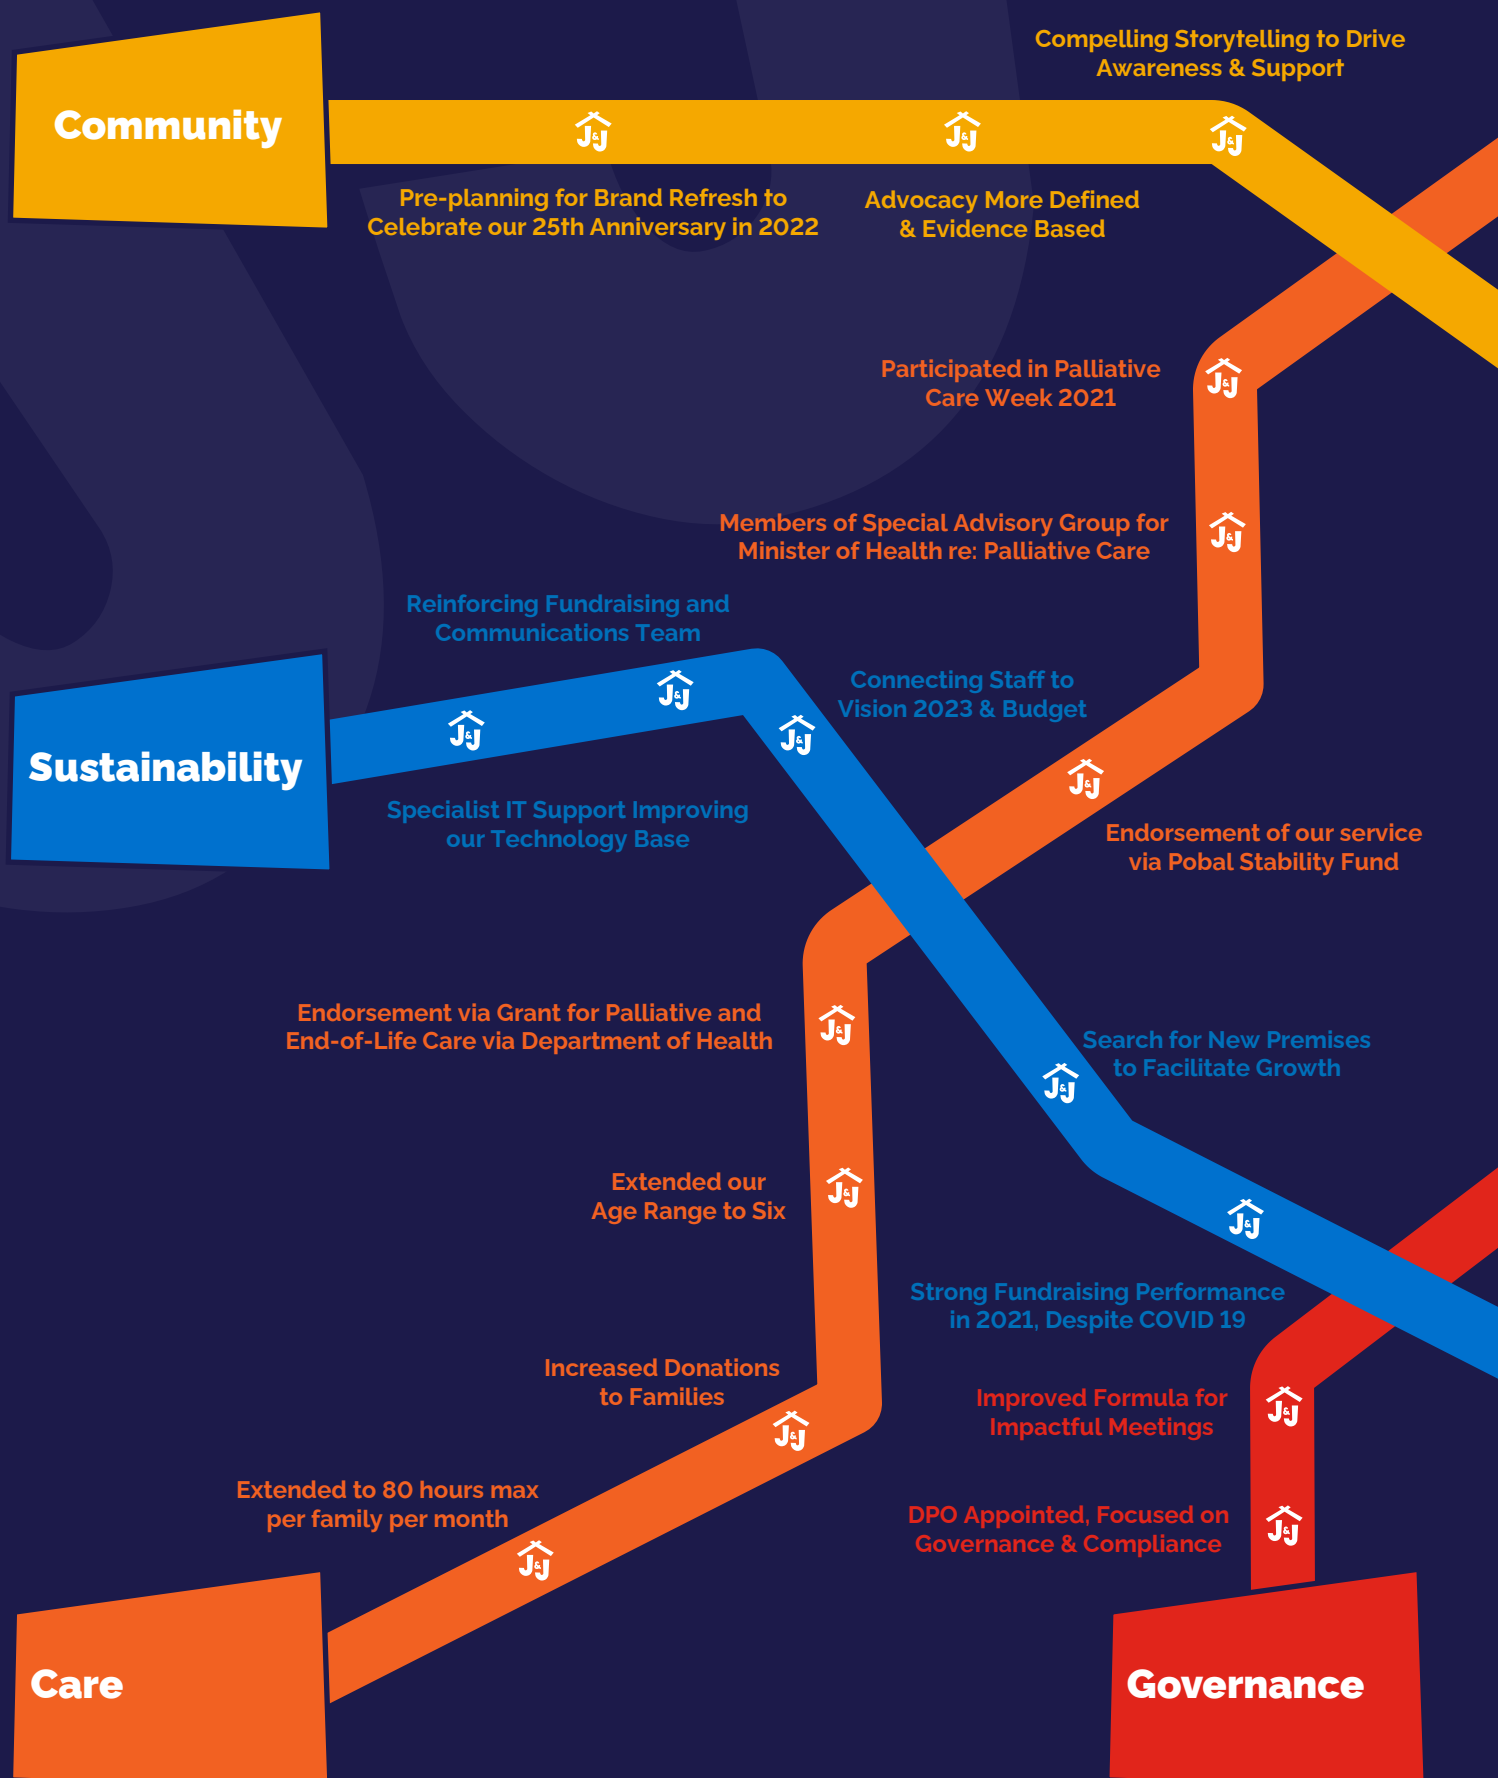 Compelling Storytelling to Drive
Awareness & Support
Community
J&J
J&J
J&J
Pre-planning for Brand Refresh to
Celebrate our 25th Anniversary in 2022
Advocacy More Defined
& Evidence Based
Participated in Palliative
Care Week 2021
J&J
Members of Special Advisory Group for
Minister of Health re: Palliative Care
J&J
Reinforcing Fundraising and
Communications Team
Connecting Staff to
Vision 2023 & Budget
J&J
J&J
J&J
Sustainability
J&J
Specialist IT Support Improving
our Technology Base
Endorsement of our service
via Pobal Stability Fund
Endorsement via Grant for Palliative and
End-of-Life Care via Department of Health
J&J
Search for New Premises
to Facilitate Growth
J&J
Extended our
Age Range to Six
J&J
J&J
Strong Fundraising Performance
in 2021, Despite COVID 19
Increased Donations
to Families
J&J
Improved Formula for
Impactful Meetings
J&J
Extended to 80 hours max
per family per month
J&J
DPO Appointed, Focused on
Governance & Compliance
J&J
Care
Governance